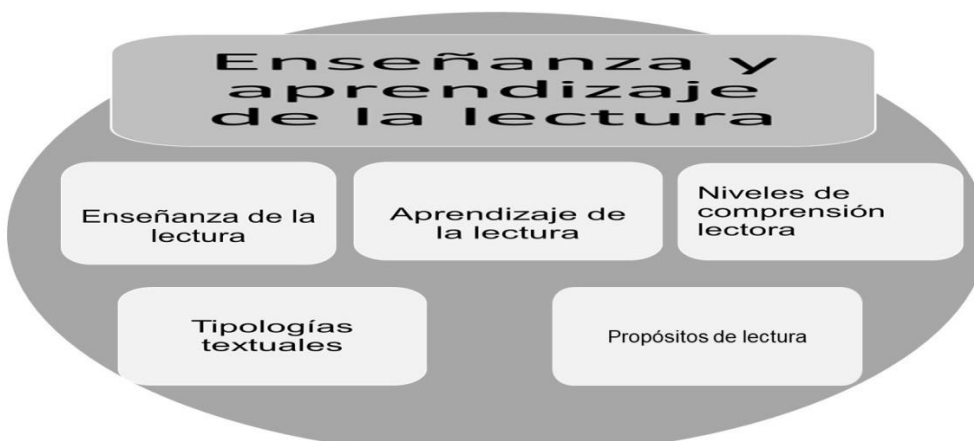 Enseñanza y
aprendizaje
de la lectura
Enseñanza de la
lectura
Aprendizaje de
la lectura
Niveles de
comprensión
lectora
Tipologías
textuales
Propósitos de lectura